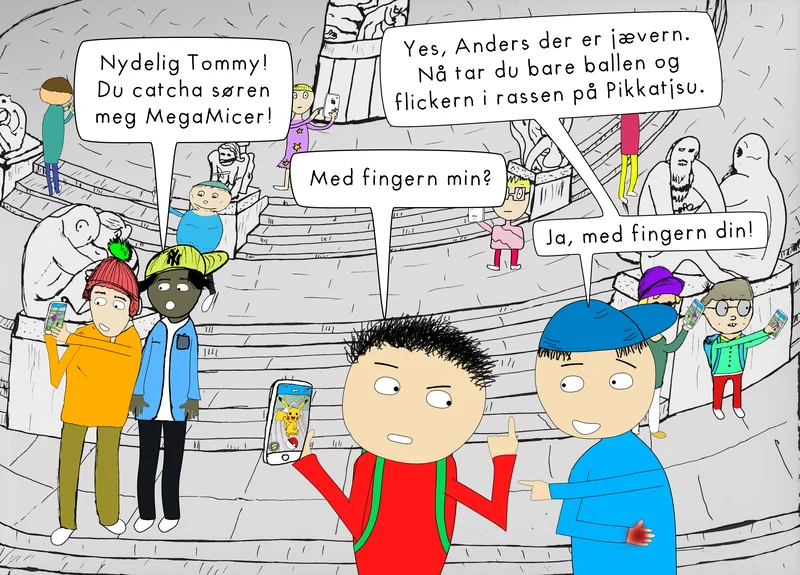 Nydelig Tommy!
Du catcha søren
meg MegaMicer!
Yes, Anders der er jævern.
Nå tar du bare ballen og
flickern i rassen på Pikkatjsu.
Med fingern min?
Ja, med fingern din!
NY